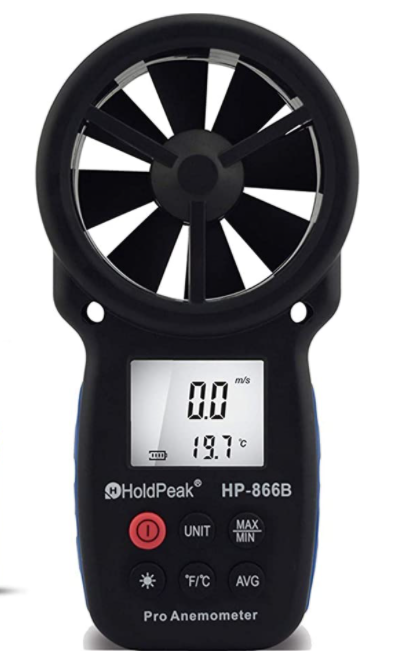 m/s
0.0
19.7 °C
HoldPeak® HP-866B
UNIT MAX/MIN
°F/°C AVG
Pro Anemometer